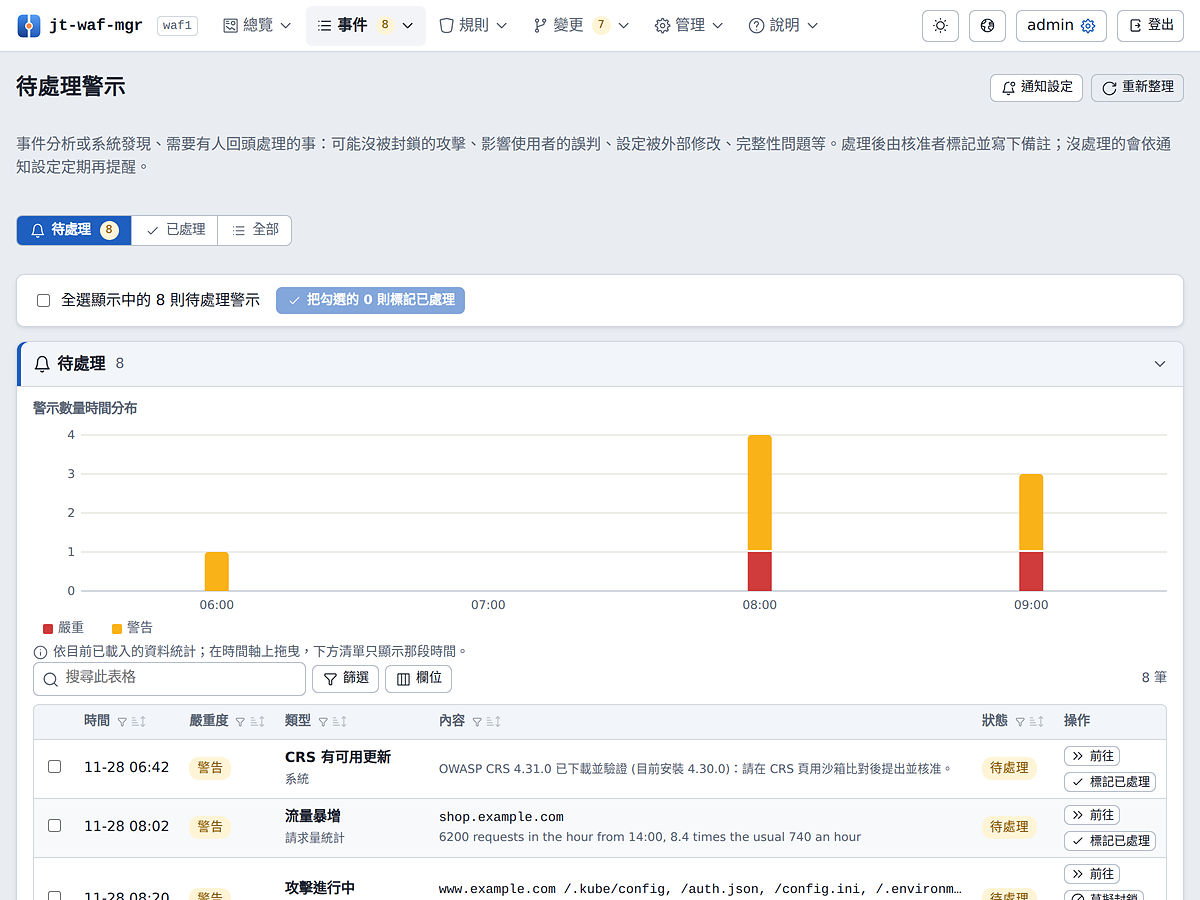 jt-waf-mgr waf1 總覽 事件 8 規則 變更 7 管理 說明 admin 登出
待處理警示 通知設定 重新整理
事件分析或系統發現、需要有人回頭處理的事：可能沒被封鎖的攻擊、影響使用者的誤判、設定被外部修改、完整性問題等。處理後由核准者標記並寫下備註；沒處理的會依通
知設定定期再提醒。
待處理 8 已處理 全部
全選顯示中的 8 則待處理警示 把勾選的 0 則標記已處理
待處理 8
警示數量時間分布
4
3
2
1
0
06:00 07:00 08:00 09:00
嚴重 警告
依目前已載入的資料統計；在時間軸上拖曳，下方清單只顯示那段時間。
搜尋此表格 篩選 欄位 8 筆
時間 嚴重度 類型 內容 狀態 操作
11-28 06:42 警告 CRS 有可用更新 系統 OWASP CRS 4.31.0 已下載並驗證 (目前安裝 4.30.0)：請在 CRS 頁用沙箱比對後提出並核准。 待處理 前往 標記已處理
11-28 08:02 警告 流量暴增 請求量統計 shop.example.com 6200 requests in the hour from 14:00, 8.4 times the usual 740 an hour 待處理 前往 標記已處理
11-28 08:20 警告 攻擊進行中 www.example.com /.kube/config, /auth.json, /config.ini, /.environm… 待處理 前往